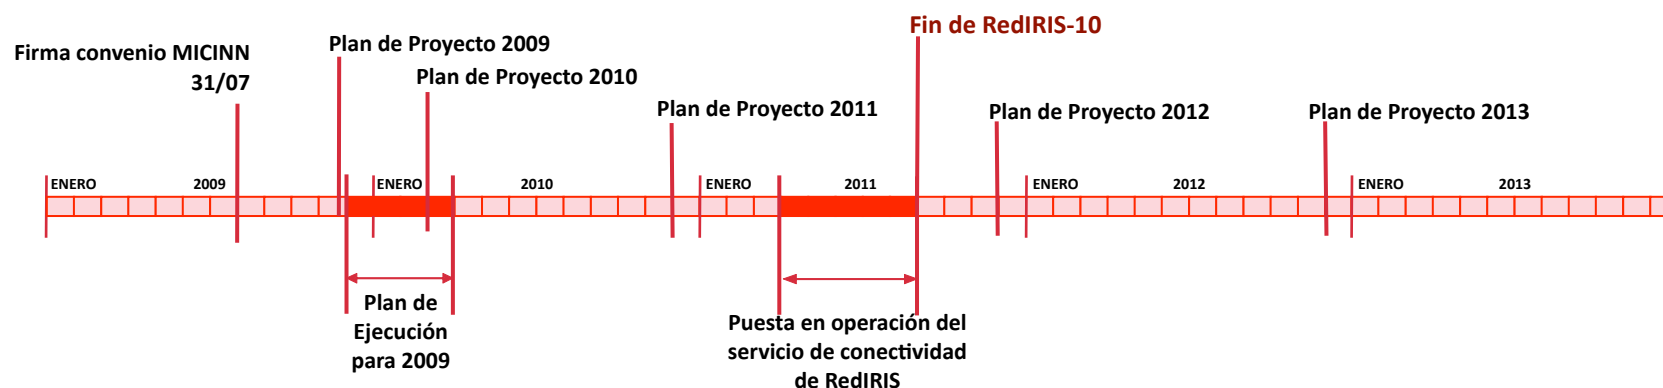 Fin de RedIRIS-10
Firma convenio MICINN
31/07
Plan de Proyecto 2009
Plan de Proyecto 2010
Plan de Proyecto 2011
Plan de Proyecto 2012
Plan de Proyecto 2013
ENERO 2009 ENERO 2010 ENERO 2011 ENERO 2012 ENERO 2013
Plan de
Ejecución
para 2009
Puesta en operación del
servicio de conectividad
de RedIRIS